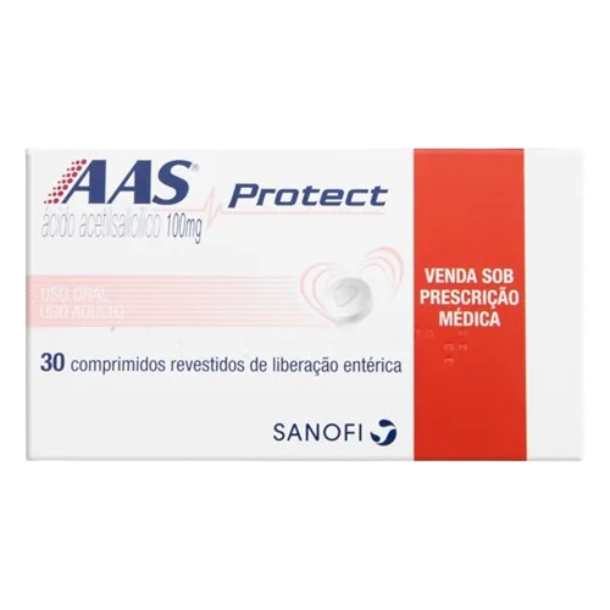 AAS® Protect
ácido acetilsalicílico 100mg
USO ORAL
USO ADULTO
30 comprimidos revestidos de liberação entérica
SANOFI
VENDA SOB
PRESCRIÇÃO
MÉDICA